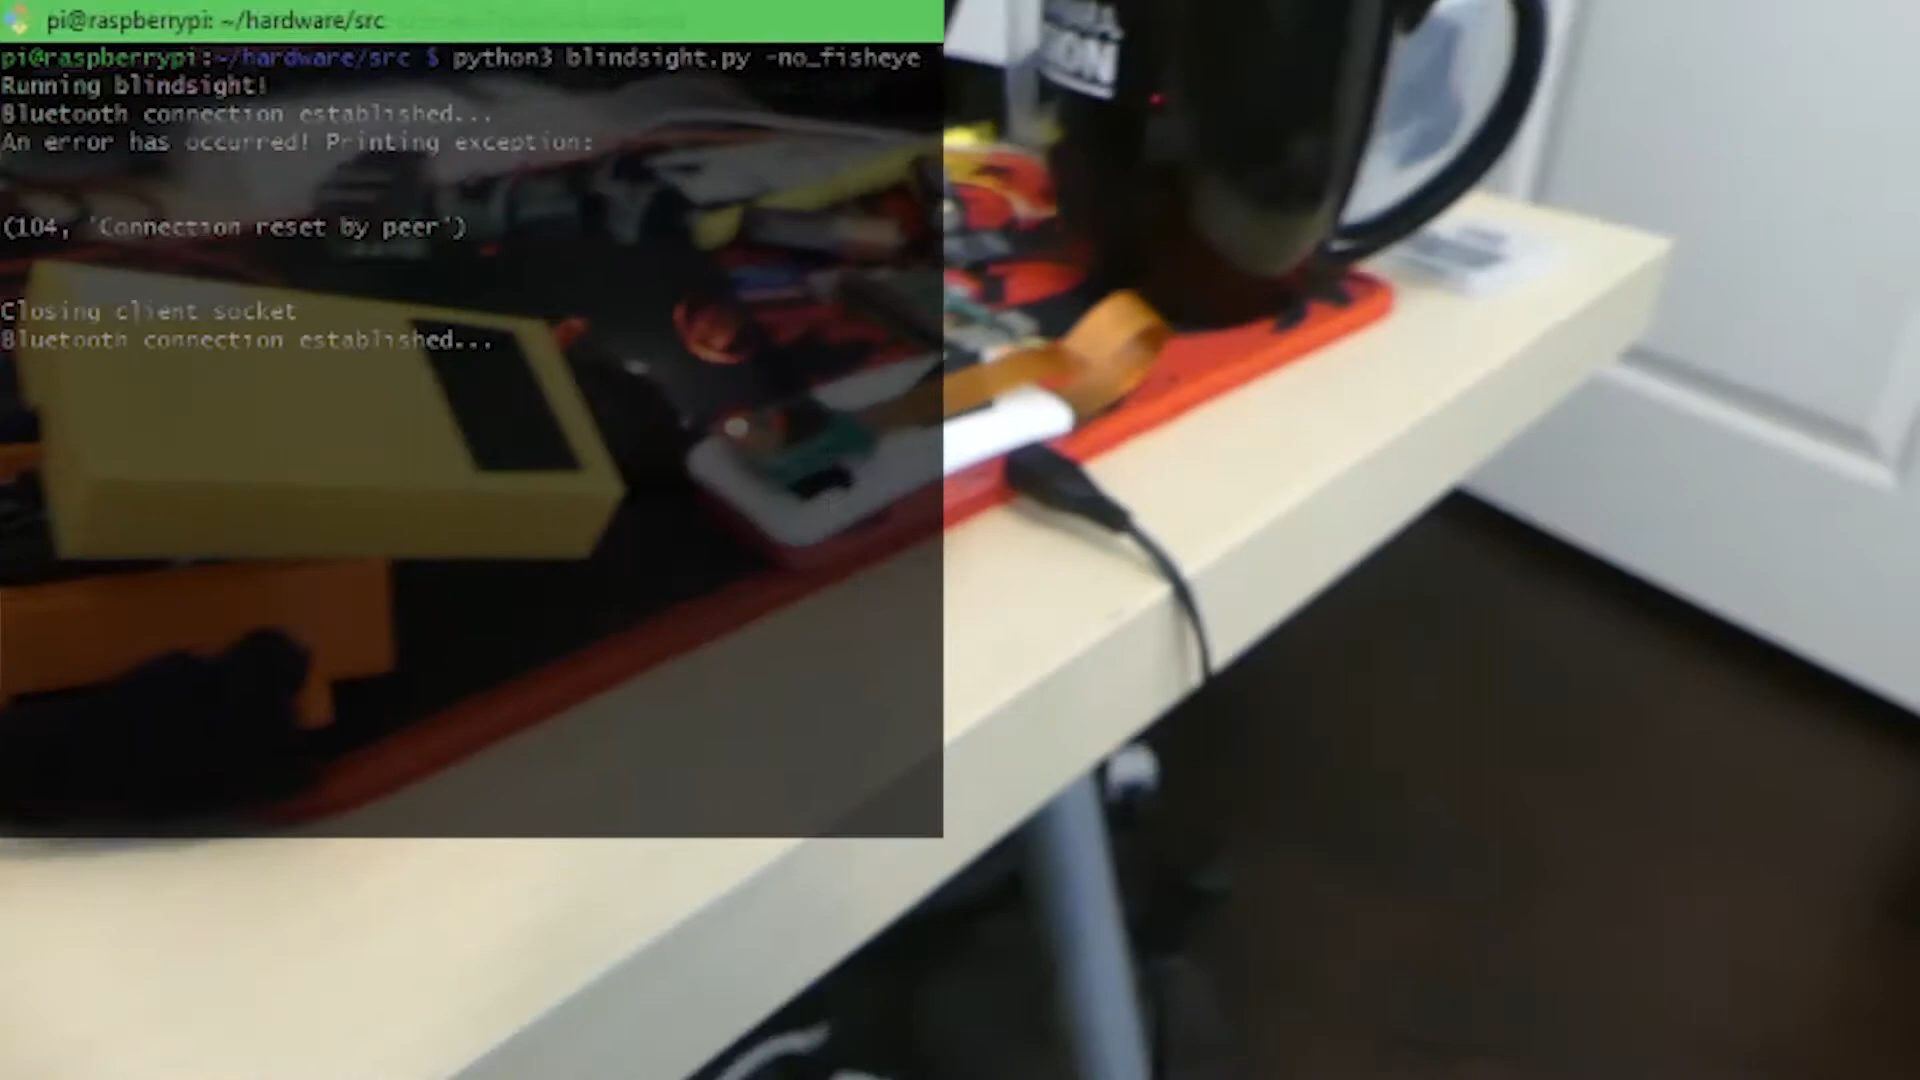 pi@raspberrypi: ~/hardware/src
pi@raspberrypi:~/hardware/src $ python3 blindsight.py -no_fisheye
Running blindsight!
Bluetooth connection established...
An error has occurred! Printing exception:
(104, 'Connection reset by peer')
Closing client socket
Bluetooth connection established...